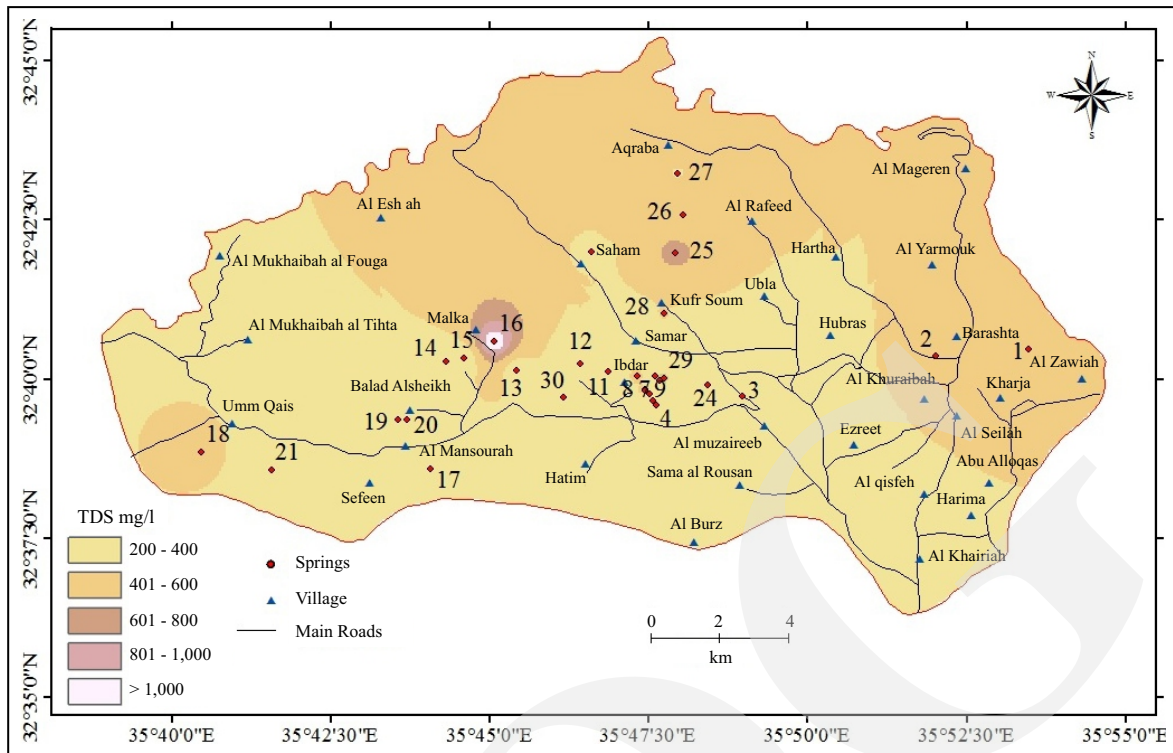 32°45'0"N
32°42'30"N
32°40'0"N
32°37'30"N
32°35'0"N
N
W
E
S
Aqraba
27
Al Mageren
Al Esh ah
26
Al Rafeed
Saham
25
Hartha
Al Yarmouk
Al Mukhaibah al Fouga
Ubla
28
Kufr Soum
Al Mukhaibah al Tihta
Malka
16
Samar
Hubras
2
Barashta
1
14
15
12
Ibdar
29
Al Zawiah
13
30
11
8
7
9
24
3
Al Khuraibah
Kharja
Balad Alsheikh
4
Umm Qais
19
20
Al muzaireeb
Ezreet
Al Seilah
18
21
Al Mansourah
17
Hatim
Sama al Rousan
Al qisfeh
Abu Alloqas
Sefeen
Harima
Al Burz
Al Khairiah
TDS mg/l
200 - 400
401 - 600
601 - 800
801 - 1,000
> 1,000
Springs
Village
Main Roads
0 2 4
km
35°40'0"E 35°42'30"E 35°45'0"E 35°47'30"E 35°50'0"E 35°52'30"E 35°55'0"E